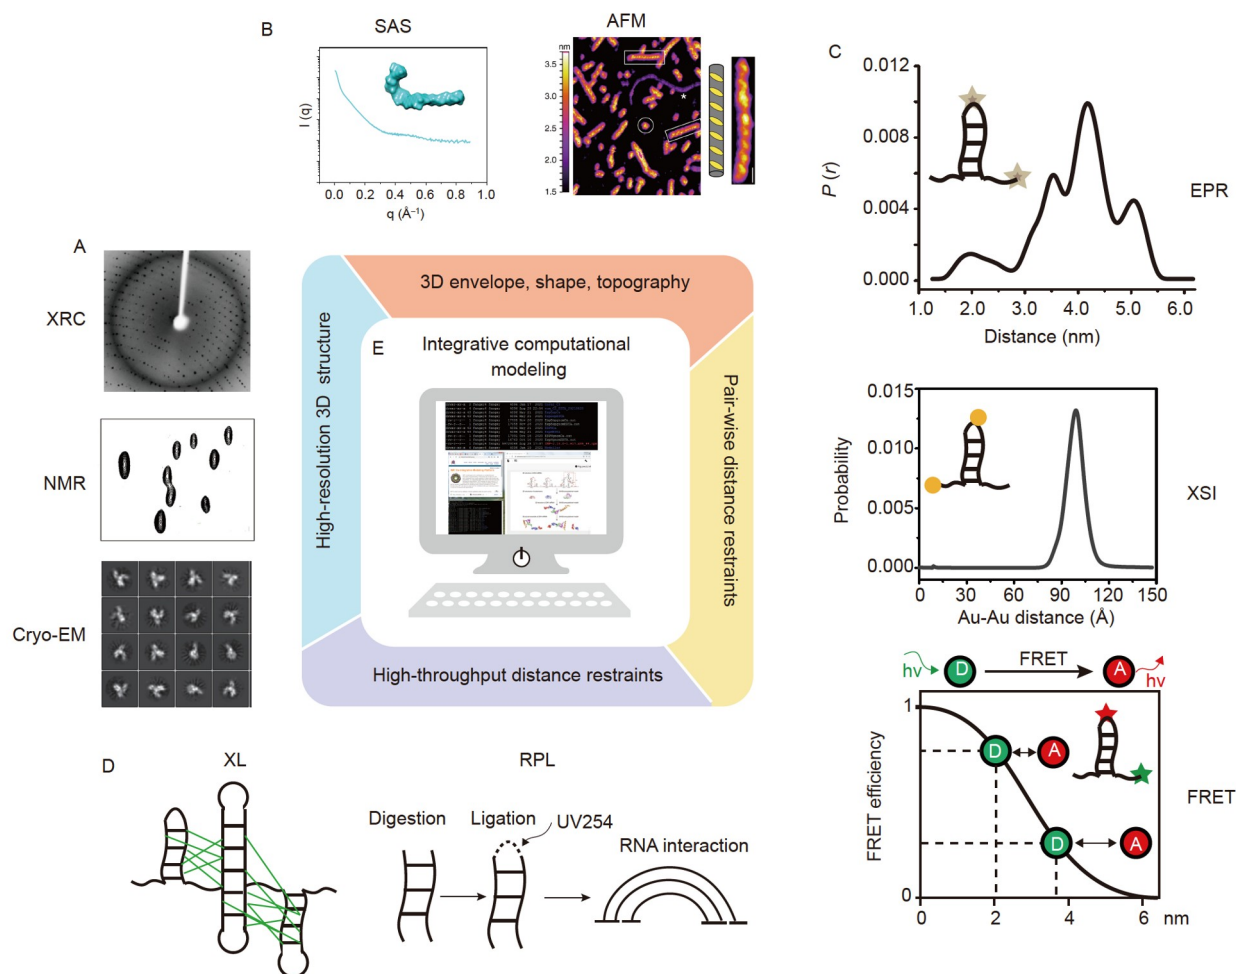 B
SAS
I (q)
0.0 0.2 0.4 0.6 0.8 1.0
q (Å⁻¹)
AFM
nm
3.5
3.0
2.5
2.0
1.5
*
C
0.012
0.008
0.004
0.000
P (r)
1.0 2.0 3.0 4.0 5.0 6.0
Distance (nm)
EPR
A
XRC
NMR
Cryo-EM
3D envelope, shape, topography
High-resolution 3D structure
Pair-wise distance restraints
High-throughput distance restraints
E
Integrative computational
modeling
0.015
0.010
0.005
0.000
Probability
0 30 60 90 120 150
Au-Au distance (Å)
XSI
hν
D
FRET
A
hν
1
0
FRET efficiency
D
A
D
A
0 2 4 6
nm
FRET
D
XL
RPL
Digestion
Ligation
UV254
RNA interaction